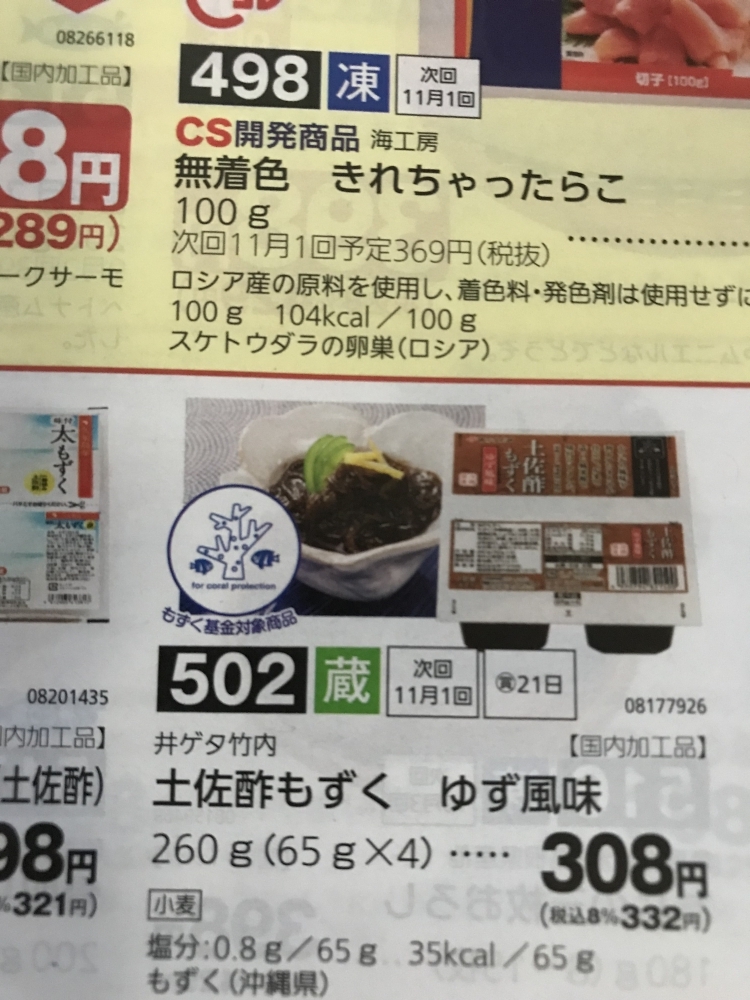 08266118
【国内加工品】
8円
289円)
ークサーモ
切子[100g]
498 凍 次回 11月1回
CS開発商品 海工房
無着色 きれちゃったらこ
100g
次回11月1回予定369円(税抜)
ロシア産の原料を使用し、着色料・発色剤は使用せずに
100g 104kcal/100g
スケトウダラの卵巣(ロシア)
太もずく
土佐酢
もずく
ゆず風味
for coral protection
もずく基金対象商品
08201435
内加工品】
土佐酢)
98円
%321円)
502 蔵 次回 11月1回 賞21日
08177926
井ゲタ竹内
【国内加工品】
土佐酢もずく ゆず風味
260g(65g×4)…… 308円
(税込8%332円)
小麦
塩分:0.8g/65g 35kcal/65g
もずく(沖縄県)